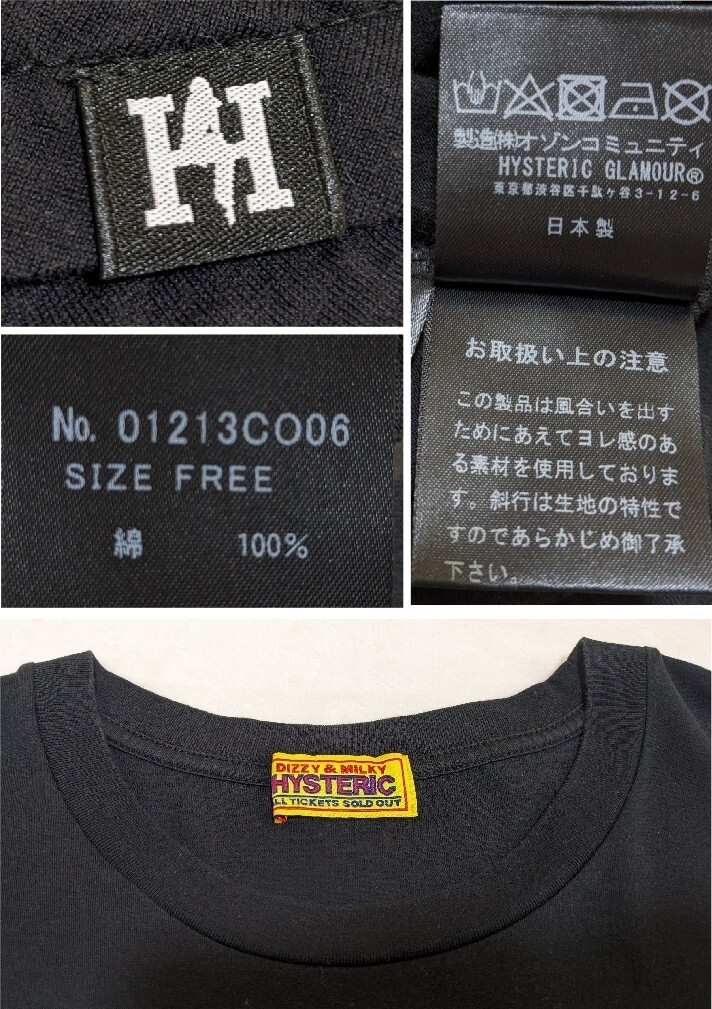 H
製造(株)オゾンコミュニティ
HYSTERIC GLAMOUR®
東京都渋谷区千駄ヶ谷3-12-6
日本製
No. 01213CO06
SIZE FREE
綿 100%
お取扱い上の注意
この製品は風合いを出す
ためにあえてヨレ感のあ
る素材を使用しておりま
す。斜行は生地の特性で
すのであらかじめ御了承
下さい。
DIZZY & MILKY
HYSTERIC
LL TICKETS SOLD OUT